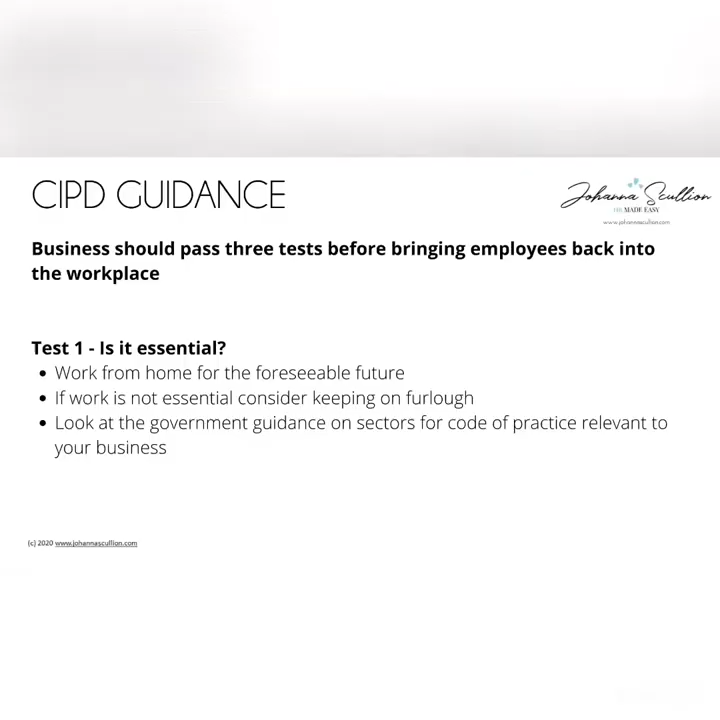 CIPD GUIDANCE
Johanna Scullion
MADE EASY
www.johannascullion.com
Business should pass three tests before bringing employees back into
the workplace
Test 1 - Is it essential?
• Work from home for the foreseeable future
• If work is not essential consider keeping on furlough
• Look at the government guidance on sectors for code of practice relevant to
your business
(c) 2020 www.johannascullion.com